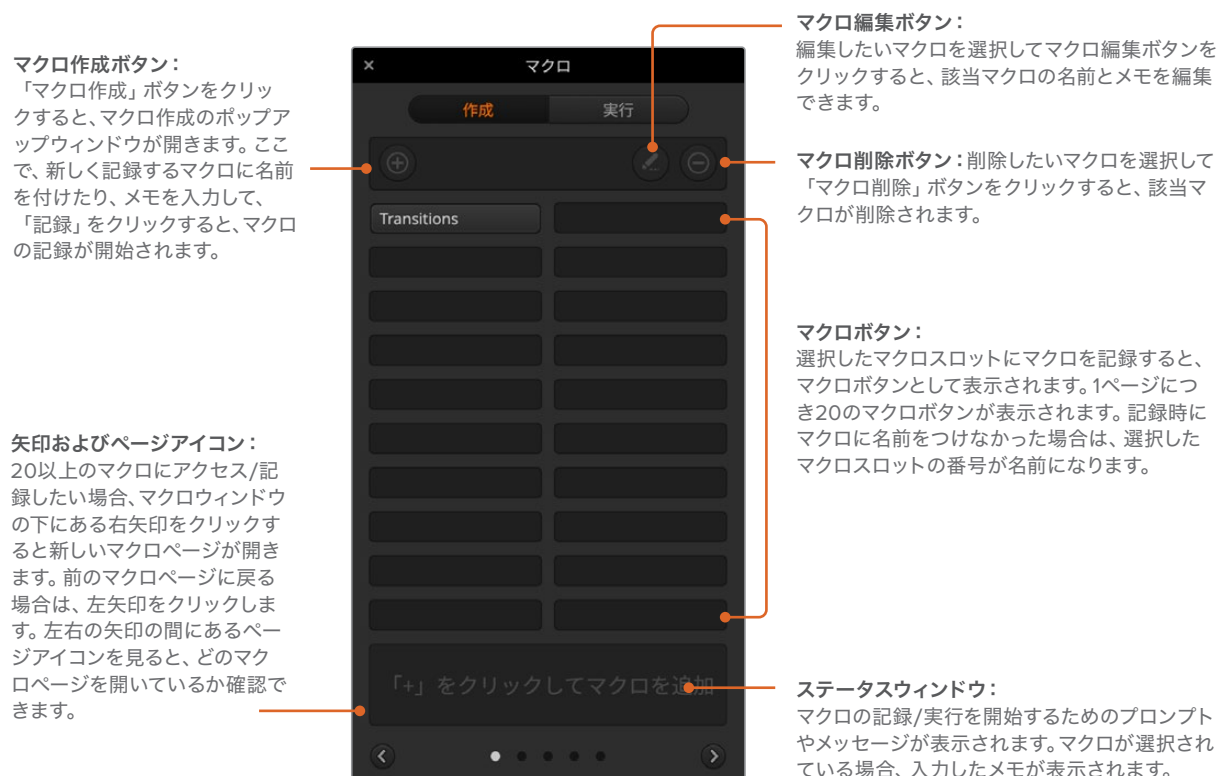 マクロ作成ボタン：
「マクロ作成」ボタンをクリッ
クすると、マクロ作成のポップア
ップウィンドウが開きます。ここ
で、新しく記録するマクロに名前
を付けたり、メモを入力して、
「記録」をクリックすると、マクロ
の記録が開始されます。
矢印およびページアイコン：
20以上のマクロにアクセス/記
録したい場合、マクロウィンドウ
の下にある右矢印をクリックす
ると新しいマクロページが開き
ます。前のマクロページに戻る
場合は、左矢印をクリックしま
す。左右の矢印の間にあるペー
ジアイコンを見ると、どのマク
ロページを開いているか確認で
きます。
× マクロ
作成 実行
Transitions
「+」をクリックしてマクロを追加
マクロ編集ボタン：
編集したいマクロを選択してマクロ編集ボタンを
クリックすると、該当マクロの名前とメモを編集
できます。
マクロ削除ボタン：削除したいマクロを選択して
「マクロ削除」ボタンをクリックすると、該当マ
クロが削除されます。
マクロボタン：
選択したマクロスロットにマクロを記録すると、
マクロボタンとして表示されます。1ページにつ
き20のマクロボタンが表示されます。記録時に
マクロに名前をつけなかった場合は、選択した
マクロスロットの番号が名前になります。
ステータスウィンドウ：
マクロの記録/実行を開始するためのプロンプト
やメッセージが表示されます。マクロが選択され
ている場合、入力したメモが表示されます。